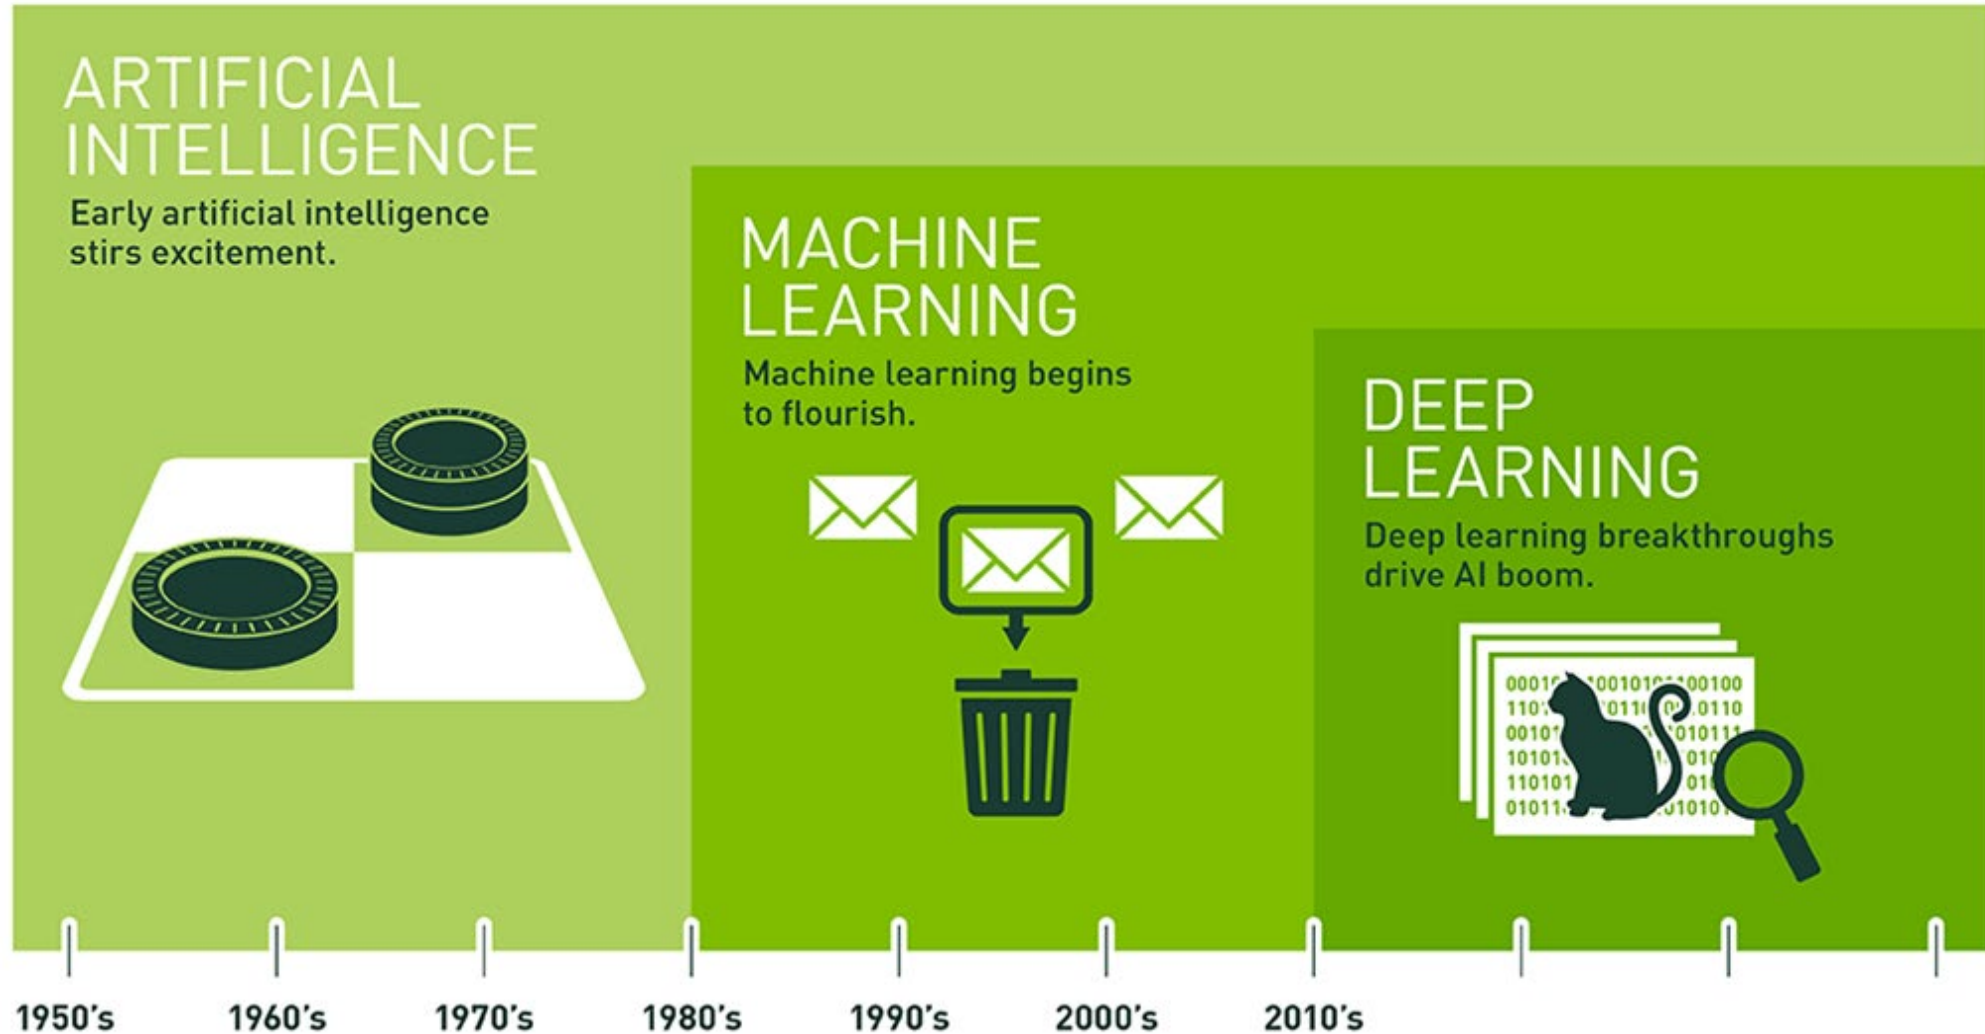 ARTIFICIAL
INTELLIGENCE
Early artificial intelligence
stirs excitement.
MACHINE
LEARNING
Machine learning begins
to flourish.
DEEP
LEARNING
Deep learning breakthroughs
drive AI boom.
1950's 1960's 1970's 1980's 1990's 2000's 2010's